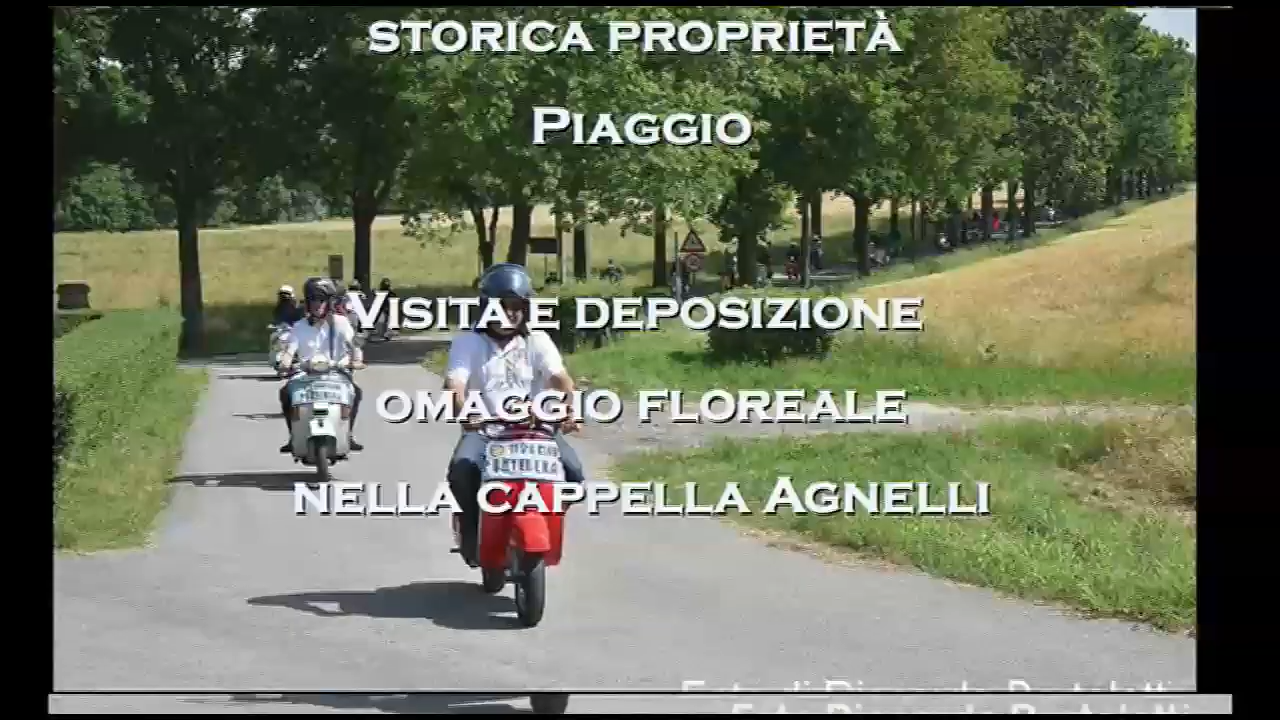 STORICA PROPRIETÀ
PIAGGIO
VISITA E DEPOSIZIONE
OMAGGIO FLOREALE
NELLA CAPPELLA AGNELLI